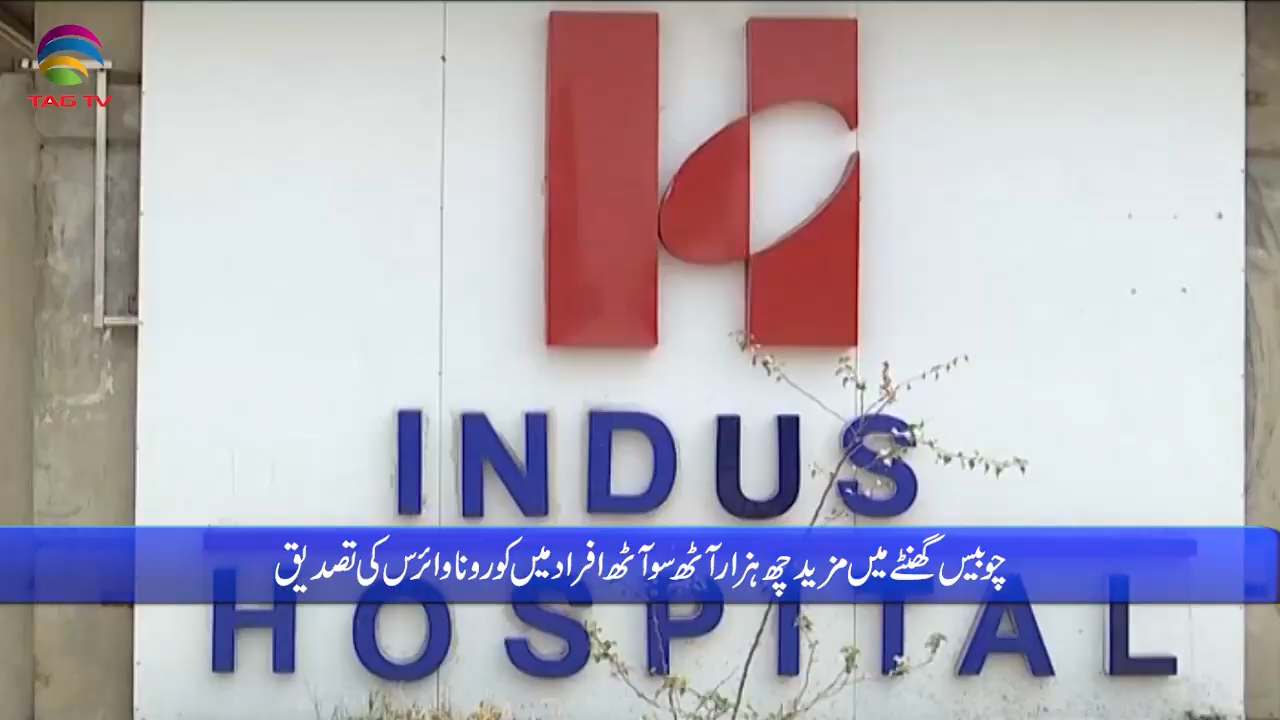 TAG TV
INDUS
چوبیس گھنٹے میں مزید چھ ہزار آٹھ سو آٹھ افراد میں کورونا وائرس کی تصدیق
HOSPITAL